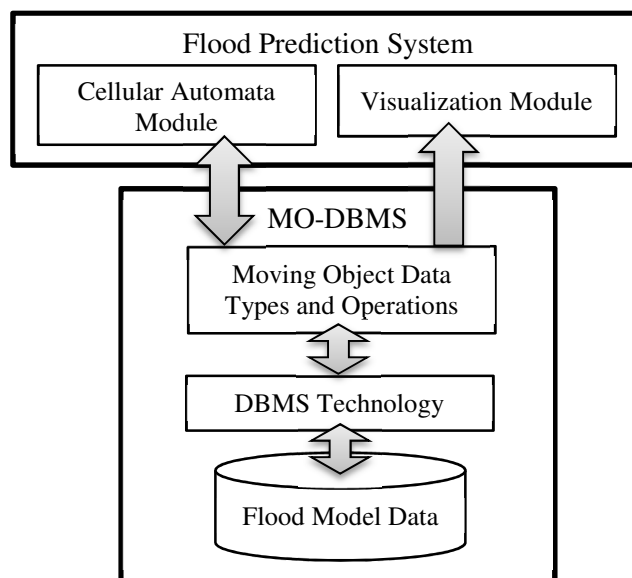 Flood Prediction System
Cellular Automata
Module
Visualization Module
MO-DBMS
Moving Object Data
Types and Operations
DBMS Technology
Flood Model Data